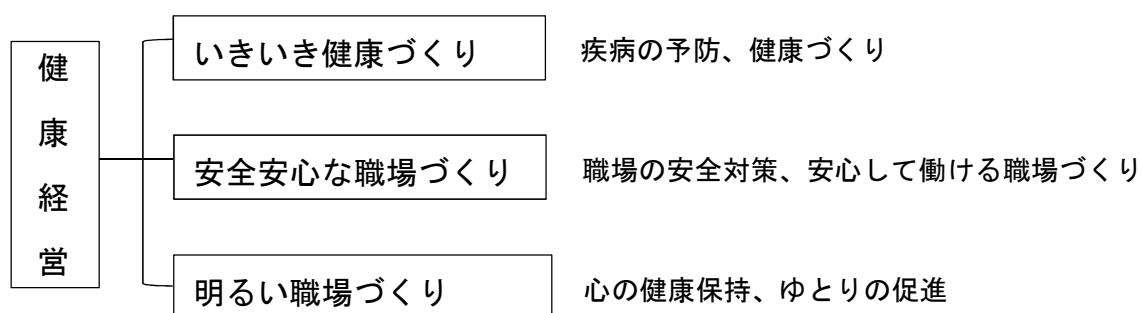 健康経営
いきいき健康づくり
疾病の予防、健康づくり
安全安心な職場づくり
職場の安全対策、安心して働ける職場づくり
明るい職場づくり
心の健康保持、ゆとりの促進